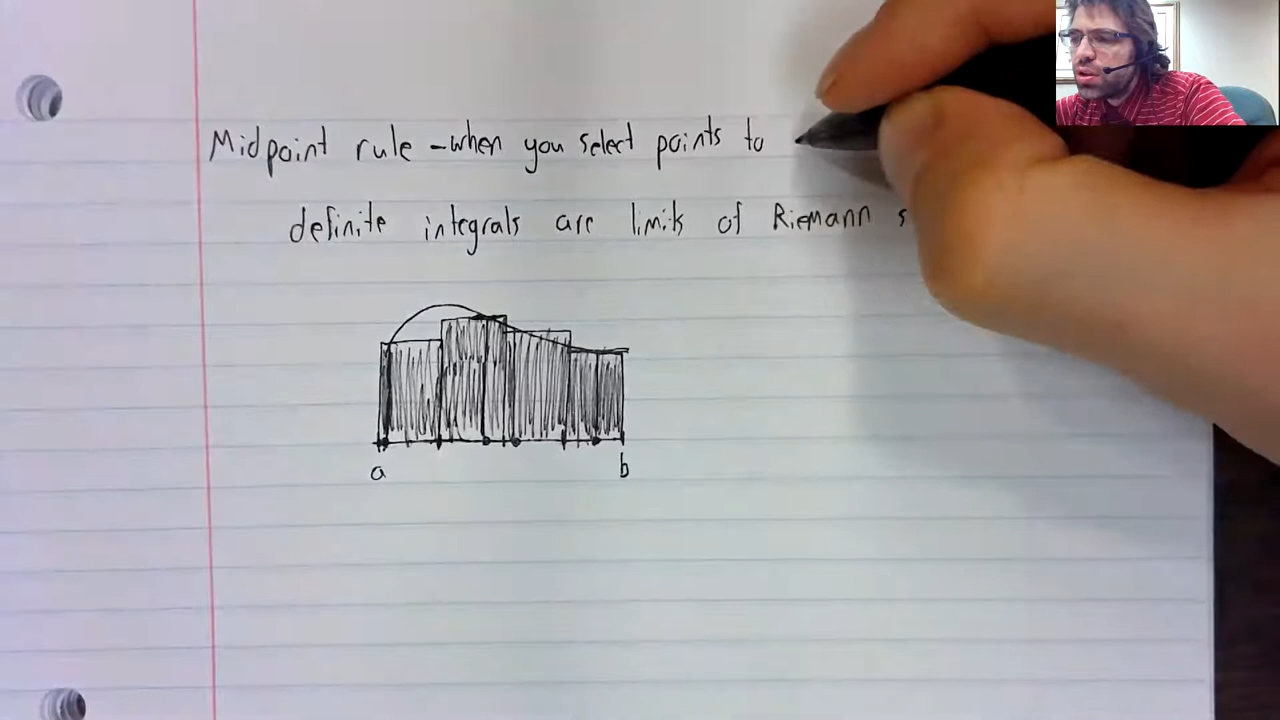 Midpoint rule - when you select points to
definite integrals are limits of Riemann s
a
b